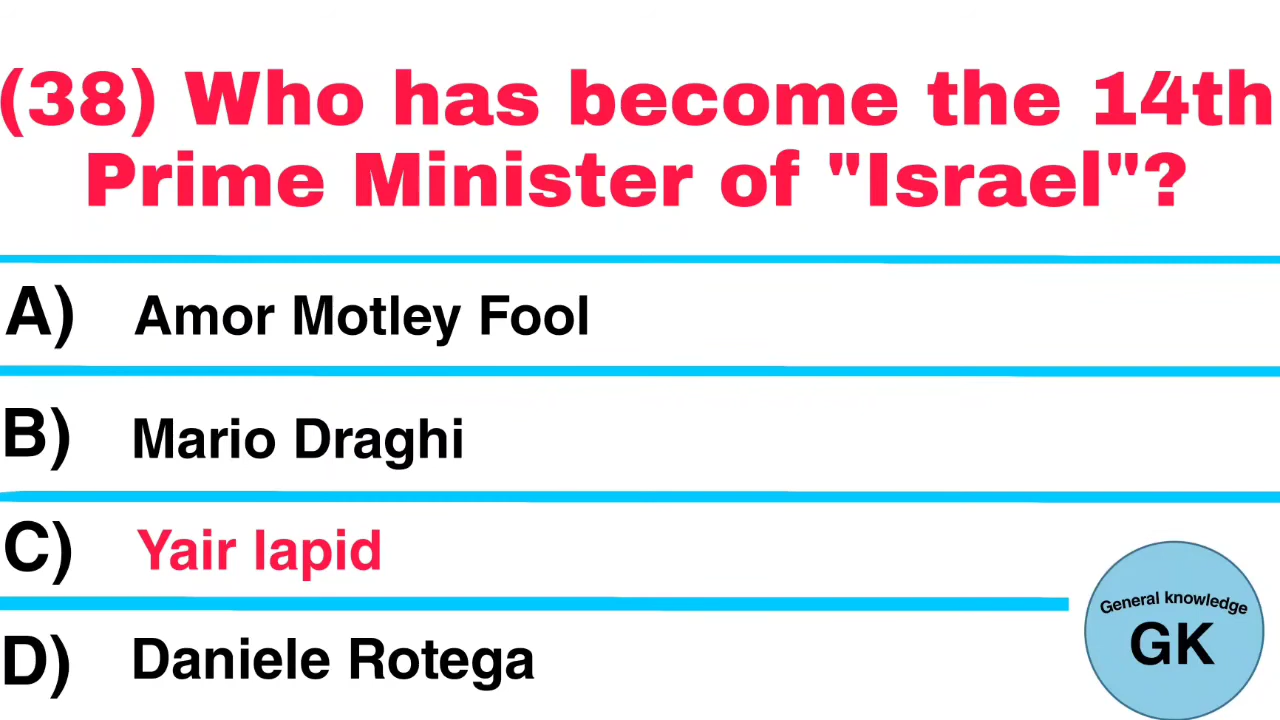 (38) Who has become the 14th
Prime Minister of "Israel"?
A) Amor Motley Fool
B) Mario Draghi
C) Yair lapid
D) Daniele Rotega
General knowledge
GK